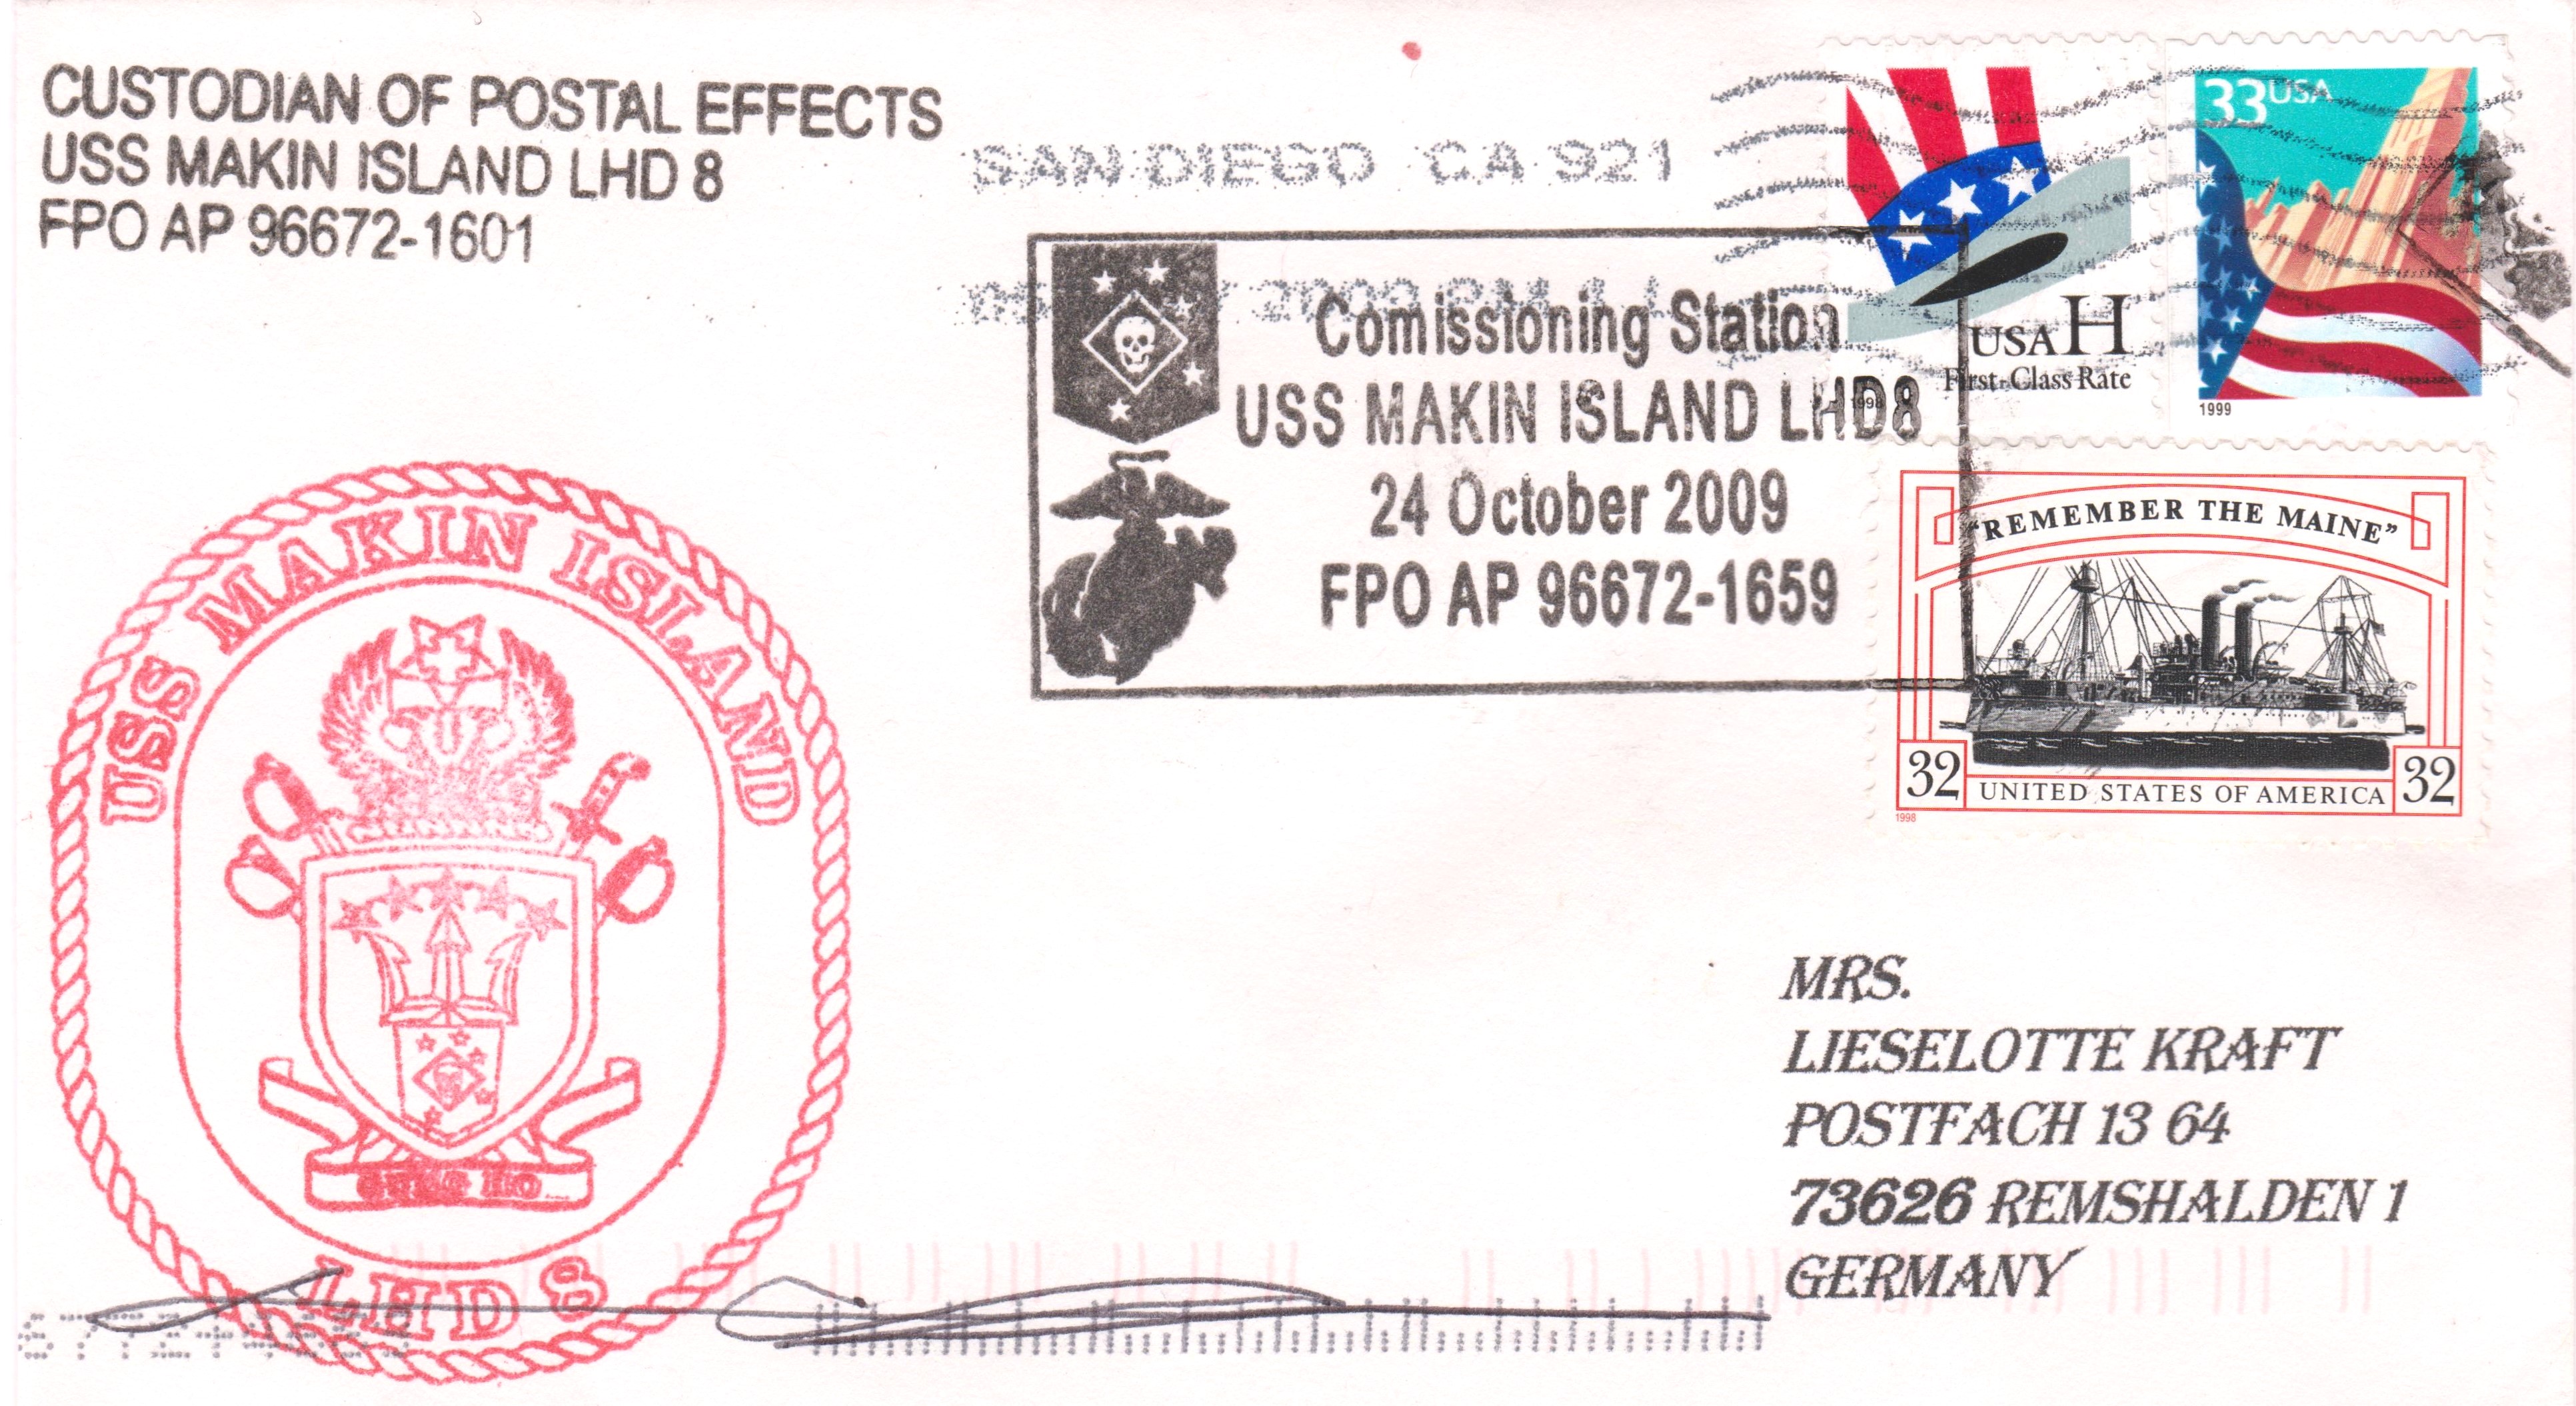 CUSTODIAN OF POSTAL EFFECTS
USS MAKIN ISLAND LHD 8
FPO AP 96672-1601
SAN DIEGO CA 921
Comissioning Station
USS MAKIN ISLAND LHD8
24 October 2009
FPO AP 96672-1659
USA H
First-Class Rate
1998
33 USA
1999
"REMEMBER THE MAINE"
32 UNITED STATES OF AMERICA 32
1998
USS MAKIN ISLAND
LHD 8
MRS.
LIESELOTTE KRAFT
POSTFACH 13 64
73626 REMSHALDEN 1
GERMANY